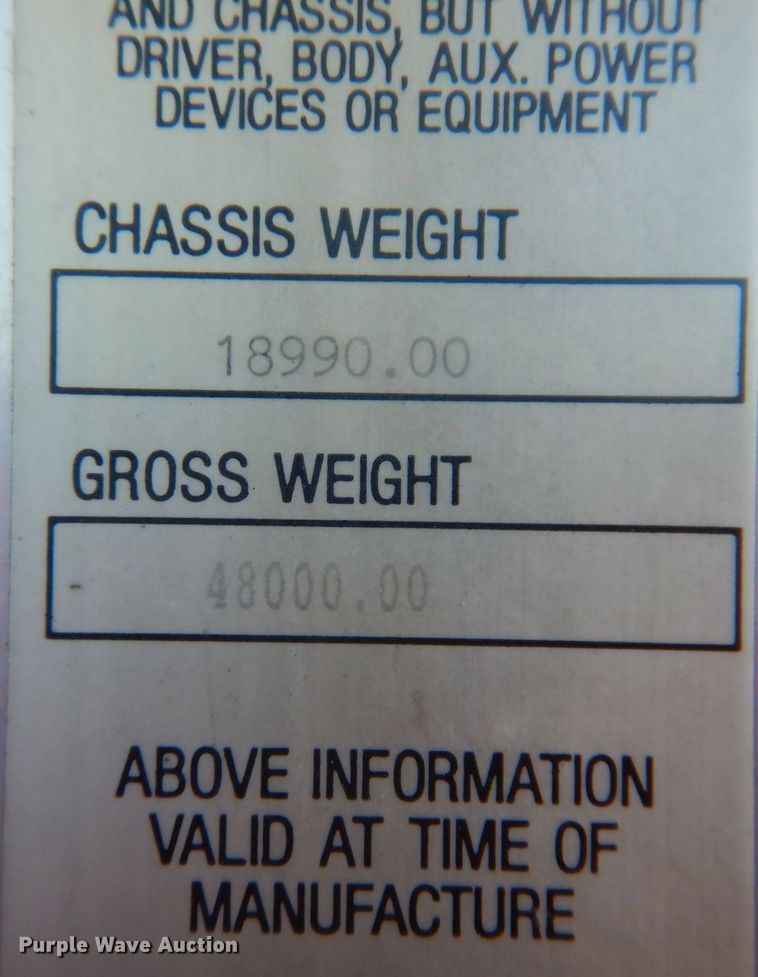 AND CHASSIS, BUT WITHOUT
DRIVER, BODY, AUX. POWER
DEVICES OR EQUIPMENT
CHASSIS WEIGHT
18990.00
GROSS WEIGHT
48000.00
ABOVE INFORMATION
VALID AT TIME OF
MANUFACTURE
Purple Wave Auction